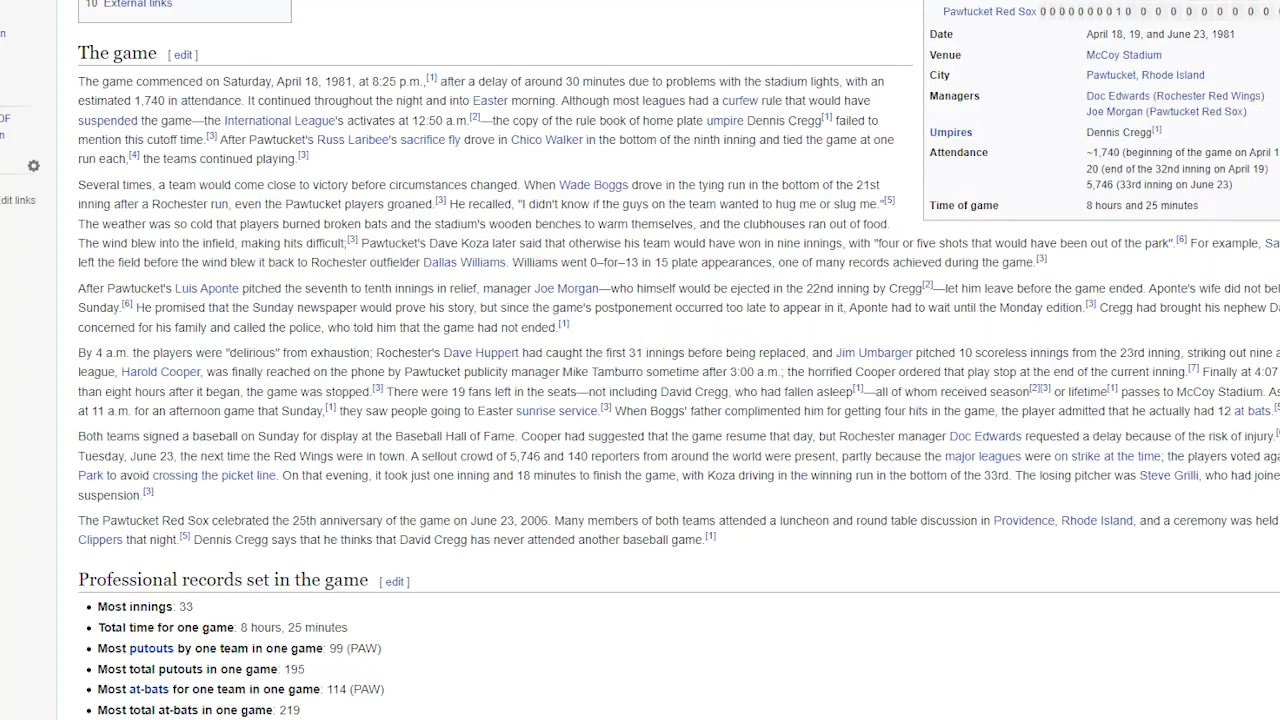 10 External links
The game [ edit ]
The game commenced on Saturday, April 18, 1981, at 8:25 p.m.,[1] after a delay of around 30 minutes due to problems with the stadium lights, with an
estimated 1,740 in attendance. It continued throughout the night and into Easter morning. Although most leagues had a curfew rule that would have
suspended the game—the International League's activates at 12:50 a.m.[2]—the copy of the rule book of home plate umpire Dennis Cregg[1] failed to
mention this cutoff time.[3] After Pawtucket's Russ Laribee's sacrifice fly drove in Chico Walker in the bottom of the ninth inning and tied the game at one
run each,[4] the teams continued playing.[3]
Several times, a team would come close to victory before circumstances changed. When Wade Boggs drove in the tying run in the bottom of the 21st
inning after a Rochester run, even the Pawtucket players groaned.[3] He recalled, "I didn't know if the guys on the team wanted to hug me or slug me."[5]
The weather was so cold that players burned broken bats and the stadium's wooden benches to warm themselves, and the clubhouses ran out of food.
The wind blew into the infield, making hits difficult;[3] Pawtucket's Dave Koza later said that otherwise his team would have won in nine innings, with "four or five shots that would have been out of the park".[6] For example, Sa
left the field before the wind blew it back to Rochester outfielder Dallas Williams. Williams went 0–for–13 in 15 plate appearances, one of many records achieved during the game.[3]
After Pawtucket's Luis Aponte pitched the seventh to tenth innings in relief, manager Joe Morgan—who himself would be ejected in the 22nd inning by Cregg[2]—let him leave before the game ended. Aponte's wife did not bel
Sunday.[6] He promised that the Sunday newspaper would prove his story, but since the game's postponement occurred too late to appear in it, Aponte had to wait until the Monday edition.[3] Cregg had brought his nephew Da
concerned for his family and called the police, who told him that the game had not ended.[1]
By 4 a.m. the players were "delirious" from exhaustion; Rochester's Dave Huppert had caught the first 31 innings before being replaced, and Jim Umbarger pitched 10 scoreless innings from the 23rd inning, striking out nine a
league, Harold Cooper, was finally reached on the phone by Pawtucket publicity manager Mike Tamburro sometime after 3:00 a.m.; the horrified Cooper ordered that play stop at the end of the current inning.[7] Finally at 4:07
than eight hours after it began, the game was stopped.[3] There were 19 fans left in the seats—not including David Cregg, who had fallen asleep[1]—all of whom received season[2][3] or lifetime[1] passes to McCoy Stadium. As
at 11 a.m. for an afternoon game that Sunday,[1] they saw people going to Easter sunrise service.[3] When Boggs' father complimented him for getting four hits in the game, the player admitted that he actually had 12 at bats.[5
Both teams signed a baseball on Sunday for display at the Baseball Hall of Fame. Cooper had suggested that the game resume that day, but Rochester manager Doc Edwards requested a delay because of the risk of injury.[6
Tuesday, June 23, the next time the Red Wings were in town. A sellout crowd of 5,746 and 140 reporters from around the world were present, partly because the major leagues were on strike at the time; the players voted aga
Park to avoid crossing the picket line. On that evening, it took just one inning and 18 minutes to finish the game, with Koza driving in the winning run in the bottom of the 33rd. The losing pitcher was Steve Grilli, who had joine
suspension.[3]
The Pawtucket Red Sox celebrated the 25th anniversary of the game on June 23, 2006. Many members of both teams attended a luncheon and round table discussion in Providence, Rhode Island, and a ceremony was held
Clippers that night.[5] Dennis Cregg says that he thinks that David Cregg has never attended another baseball game.[1]
Professional records set in the game [ edit ]
• Most innings: 33
• Total time for one game: 8 hours, 25 minutes
• Most putouts by one team in one game: 99 (PAW)
• Most total putouts in one game: 195
• Most at-bats for one team in one game: 114 (PAW)
• Most total at-bats in one game: 219
Pawtucket Red Sox 0 0 0 0 0 0 0 0 1 0 0 0 0 0 0 0 0 0 0
Date April 18, 19, and June 23, 1981
Venue McCoy Stadium
City Pawtucket, Rhode Island
Managers Doc Edwards (Rochester Red Wings)
Joe Morgan (Pawtucket Red Sox)
Umpires Dennis Cregg[1]
Attendance ~1,740 (beginning of the game on April 1
20 (end of the 32nd inning on April 19)
5,746 (33rd inning on June 23)
Time of game 8 hours and 25 minutes
n
DF
n
dit links